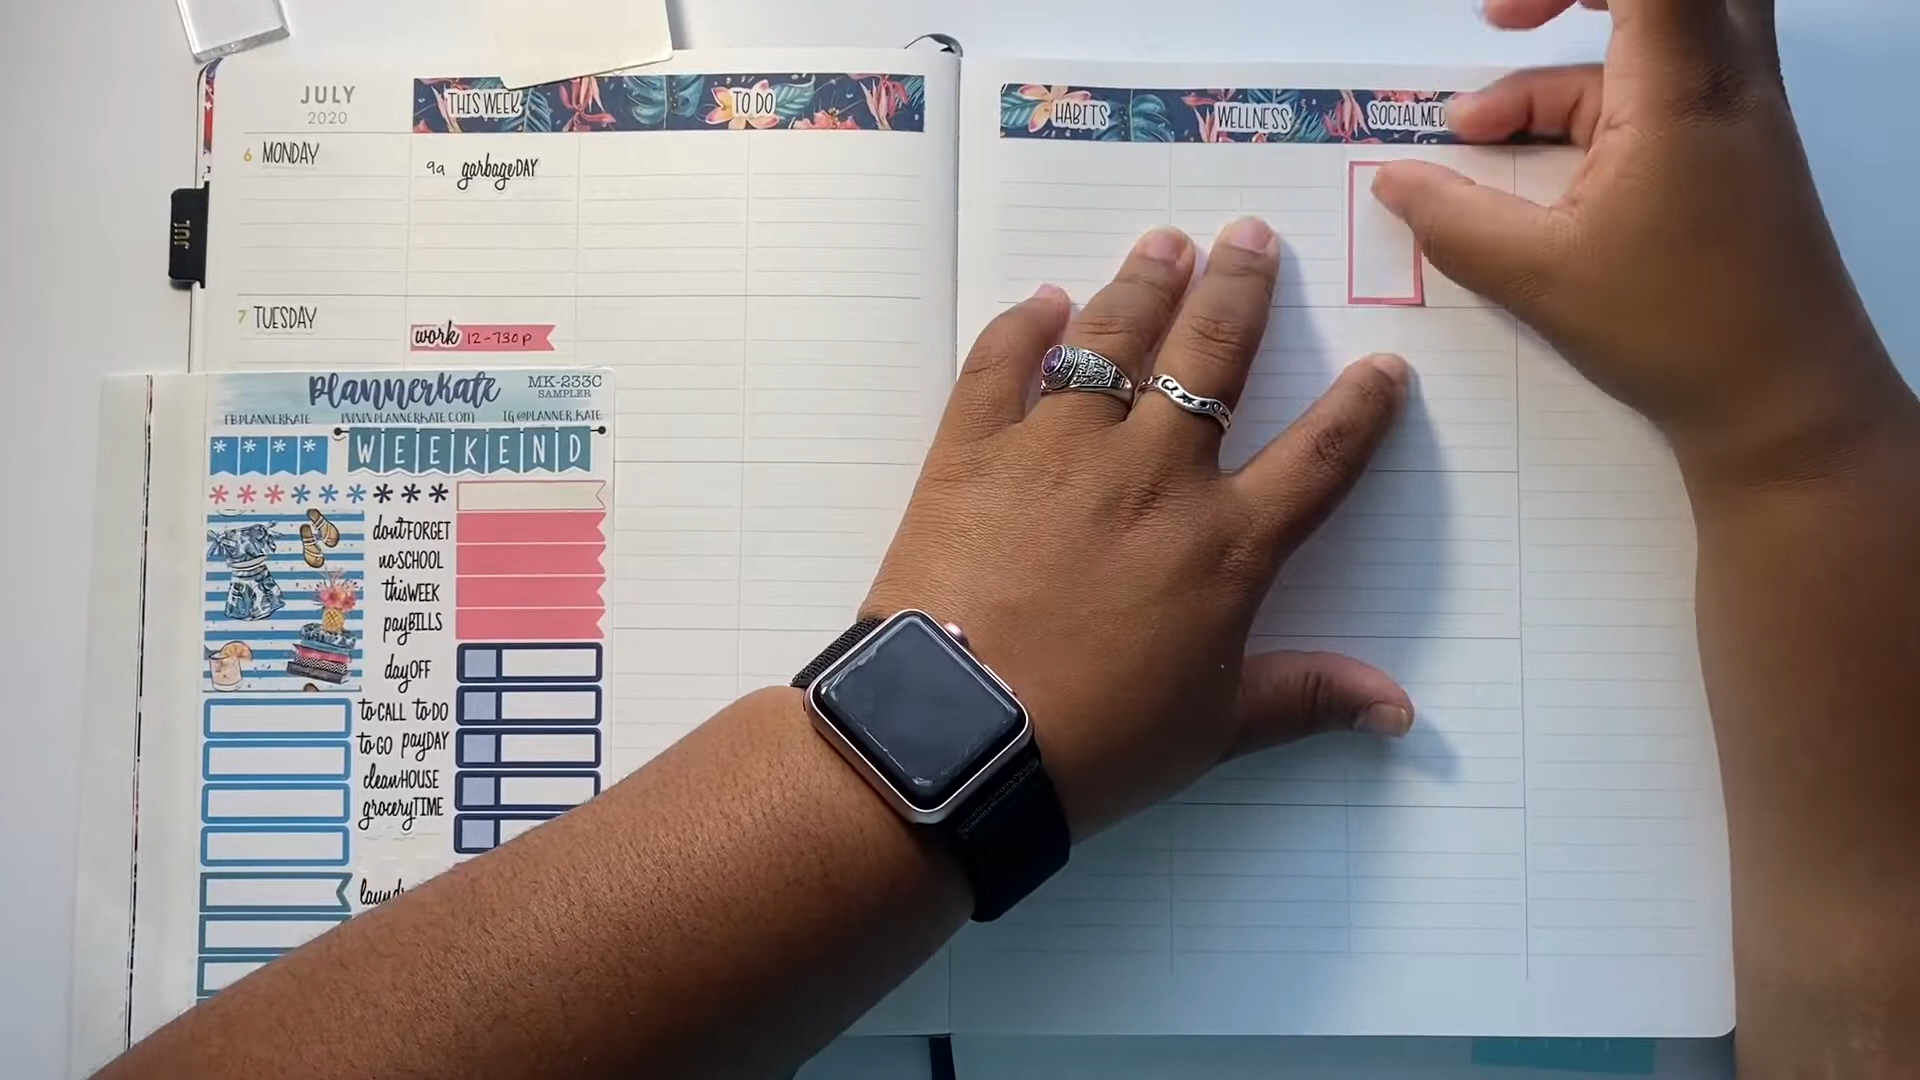 JULY
2020
THIS WEEK
TO DO
HABITS
WELLNESS
SOCIAL MED
6 MONDAY
9a garbageDAY
7 TUESDAY
work 12-730p
JUL
PLANNERKATE
MK-233C
SAMPLER
FB PLANNERKATE
WWW.PLANNERKATE.COM
IG @PLANNER.KATE
WEEKEND
don'tFORGET
noSCHOOL
thisWEEK
payBILLS
dayOFF
toCALL toDO
toGO payDAY
cleanHOUSE
groceryTIME